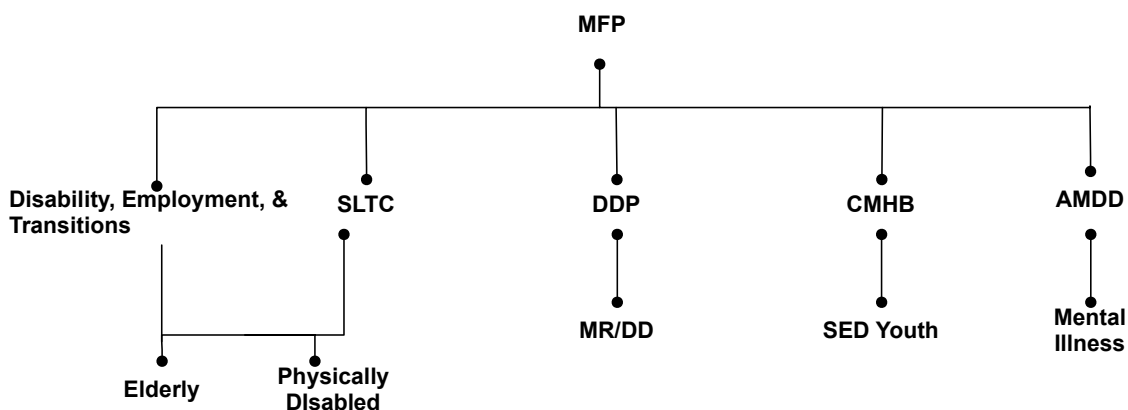 MFP
Disability, Employment, &
Transitions
SLTC
DDP
CMHB
AMDD
MR/DD
SED Youth
Mental
Illness
Elderly
Physically
DIsabled